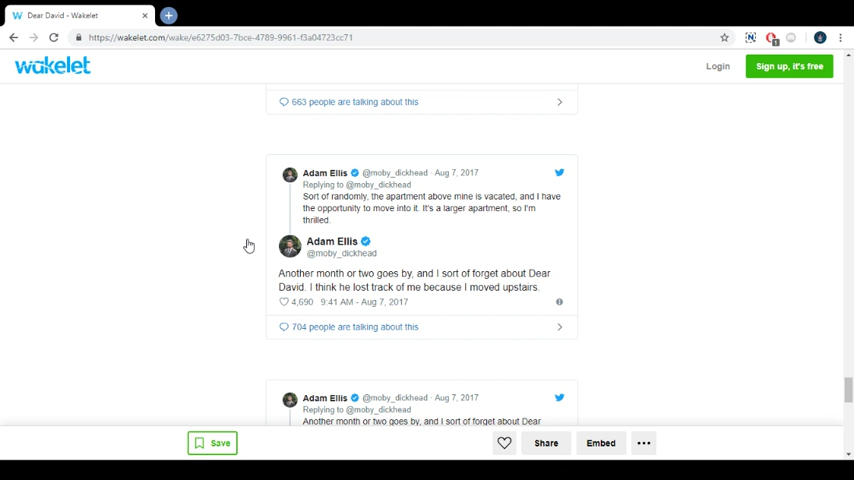 Dear David - Wakelet
https://wakelet.com/wake/e6275d03-7bce-4789-9961-f3a04723cc71
wakelet
Login
Sign up, it's free
663 people are talking about this
Adam Ellis @moby_dickhead · Aug 7, 2017
Replying to @moby_dickhead
Sort of randomly, the apartment above mine is vacated, and I have
the opportunity to move into it. It's a larger apartment, so I'm
thrilled.
Adam Ellis
@moby_dickhead
Another month or two goes by, and I sort of forget about Dear
David. I think he lost track of me because I moved upstairs.
4,690 9:41 AM - Aug 7, 2017
704 people are talking about this
Adam Ellis @moby_dickhead · Aug 7, 2017
Replying to @moby_dickhead
Another month or two goes by, and I sort of forget about Dear
Save
Share
Embed